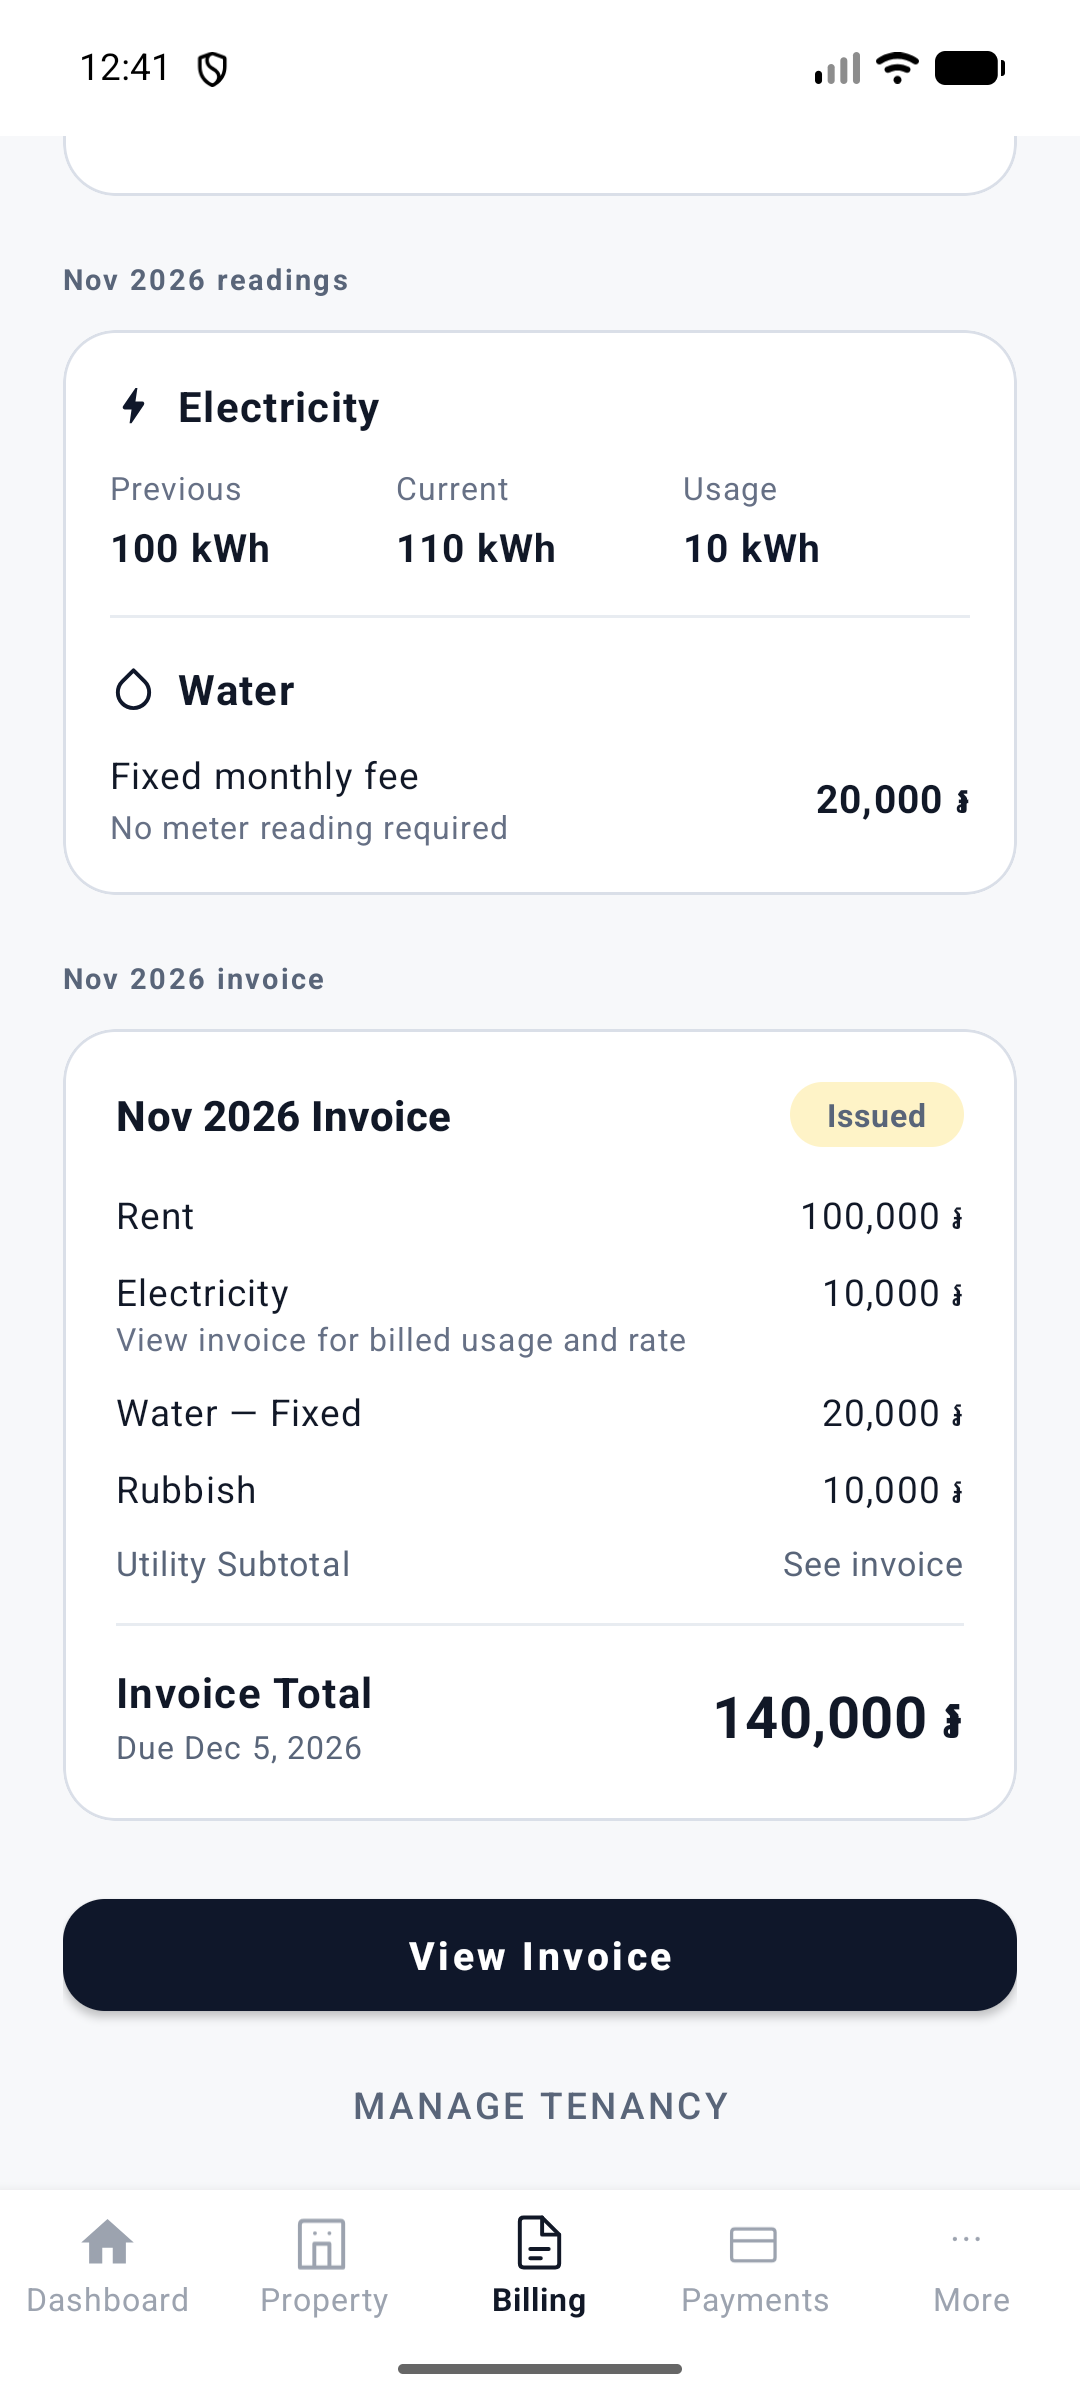 12:41
Nov 2026 readings
Electricity
Previous Current Usage
100 kWh 110 kWh 10 kWh
Water
Fixed monthly fee
20,000 ៛
No meter reading required
Nov 2026 invoice
Nov 2026 Invoice Issued
Rent 100,000 ៛
Electricity 10,000 ៛
View invoice for billed usage and rate
Water — Fixed 20,000 ៛
Rubbish 10,000 ៛
Utility Subtotal See invoice
Invoice Total
140,000 ៛
Due Dec 5, 2026
View Invoice
MANAGE TENANCY
Dashboard Property Billing Payments More